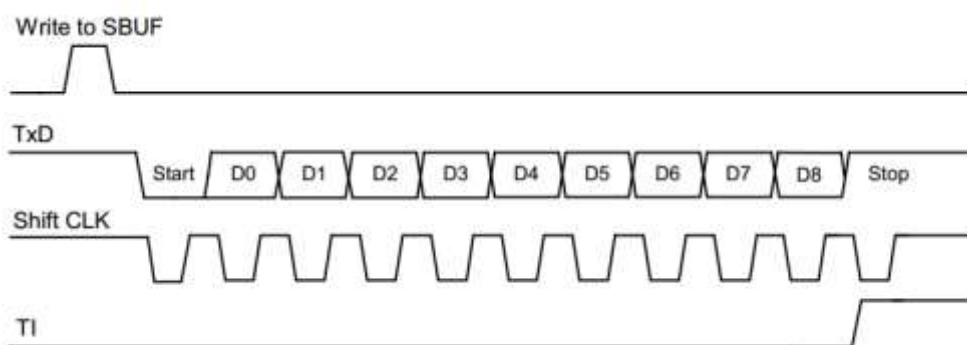 Write to SBUF
TxD
Start D0 D1 D2 D3 D4 D5 D6 D7 D8 Stop
Shift CLK
TI